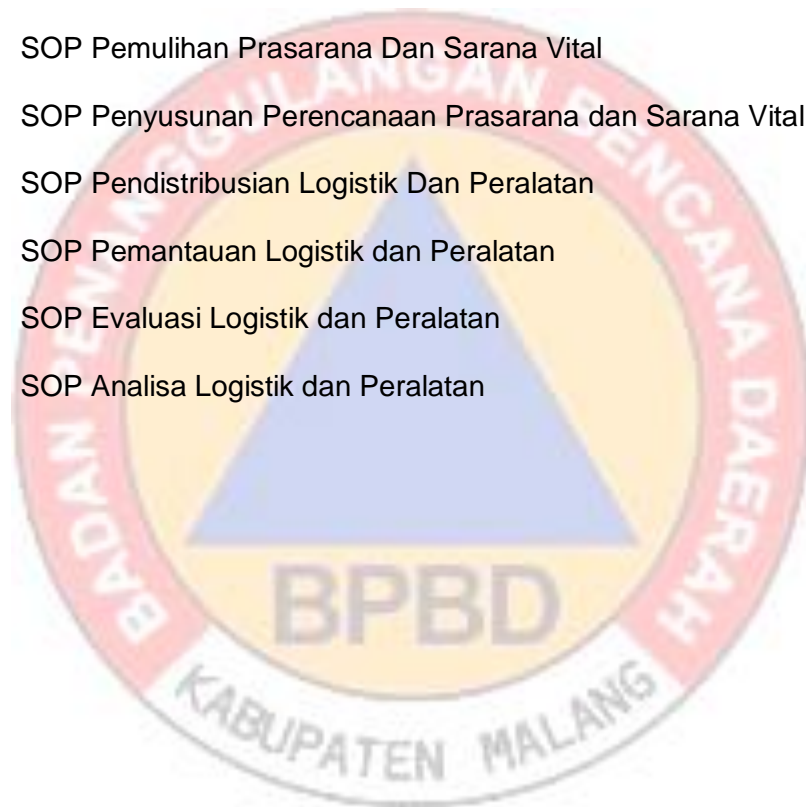 SOP Pemulihan Prasarana Dan Sarana Vital
SOP Penyusunan Perencanaan Prasarana dan Sarana Vital
SOP Pendistribusian Logistik Dan Peralatan
SOP Pemantauan Logistik dan Peralatan
SOP Evaluasi Logistik dan Peralatan
SOP Analisa Logistik dan Peralatan
BADAN PENANGGULANGAN BENCANA DAERAH
BPBD
KABUPATEN MALANG